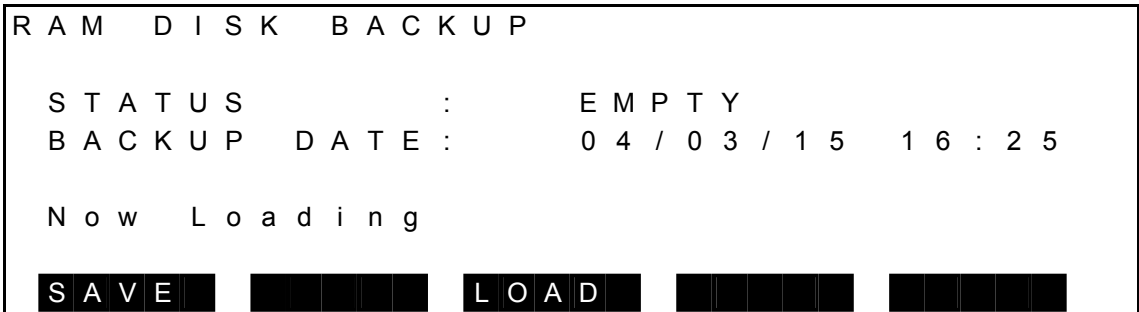 RAM DISK BACKUP
STATUS : EMPTY
BACKUP DATE: 04/03/15 16:25
Now Loading
SAVE LOAD